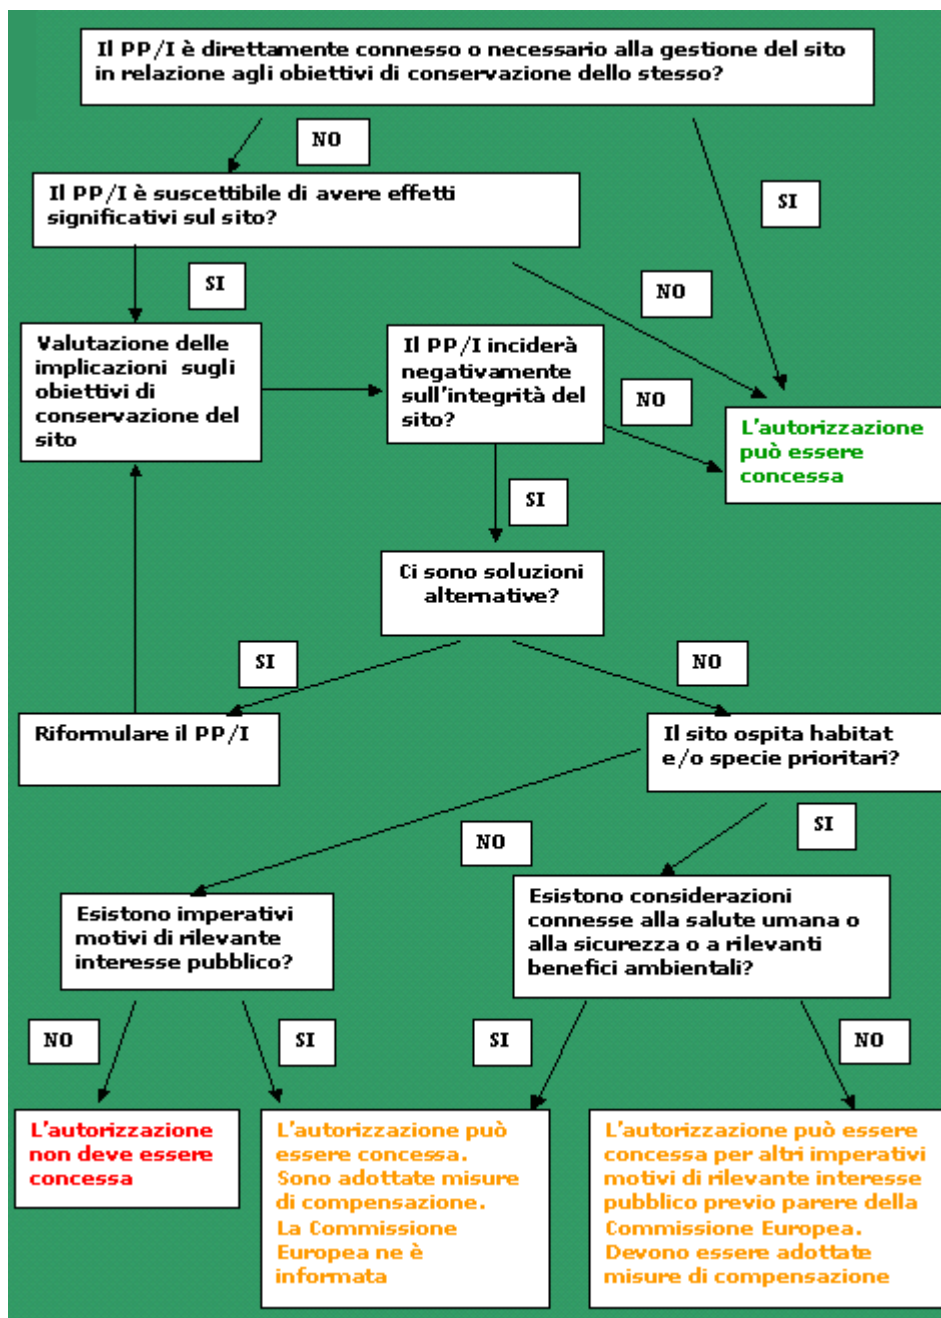 Il PP/I è direttamente connesso o necessario alla gestione del sito
in relazione agli obiettivi di conservazione dello stesso?
NO
SI
Il PP/I è suscettibile di avere effetti
significativi sul sito?
SI
NO
Valutazione delle
implicazioni sugli
obiettivi di
conservazione del
sito
Il PP/I inciderà
negativamente
sull'integrità del
sito?
NO
L'autorizzazione
può essere
concessa
SI
Ci sono soluzioni
alternative?
SI
NO
Riformulare il PP/I
Il sito ospita habitat
e/o specie prioritari?
NO
SI
Esistono imperativi
motivi di rilevante
interesse pubblico?
Esistono considerazioni
connesse alla salute umana o
alla sicurezza o a rilevanti
benefici ambientali?
NO
SI
SI
NO
L'autorizzazione
non deve essere
concessa
L'autorizzazione può
essere concessa.
Sono adottate misure
di compensazione.
La Commissione
Europea ne è
informata
L'autorizzazione può essere
concessa per altri imperativi
motivi di rilevante interesse
pubblico previo parere della
Commissione Europea.
Devono essere adottate
misure di compensazione